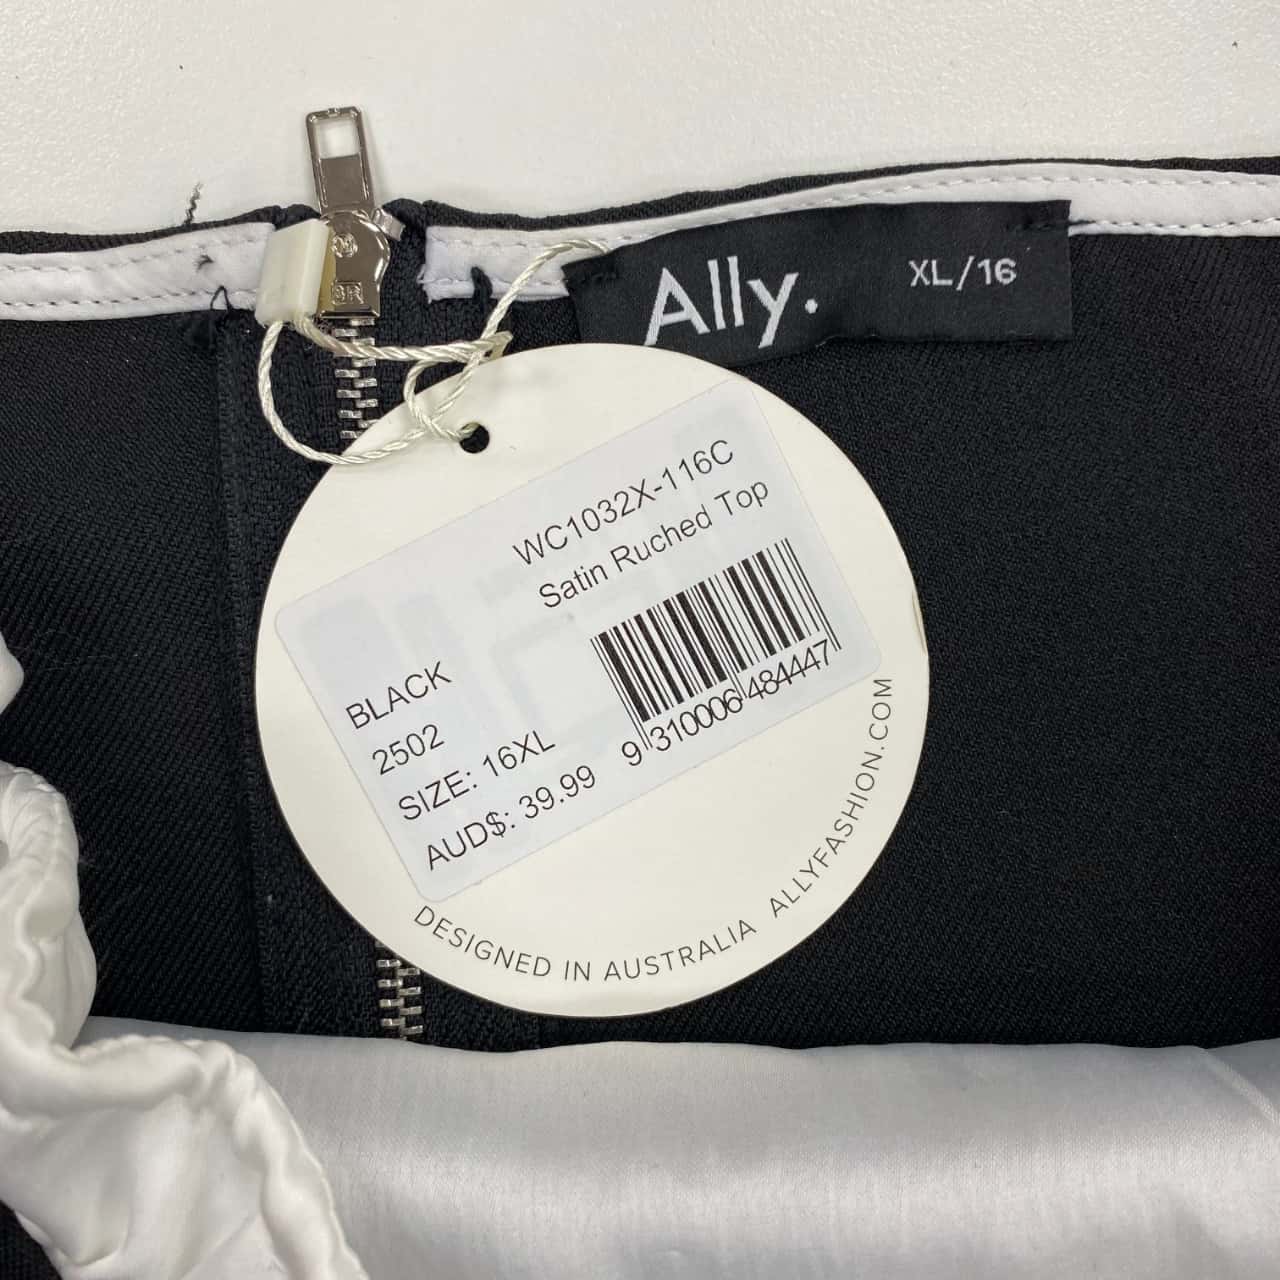 Ally.
XL/16
WC1032X-116C
Satin Ruched Top
9 310006 484447
BLACK
2502
SIZE: 16XL
AUD$: 39.99
DESIGNED IN AUSTRALIA ALLYFASHION.COM